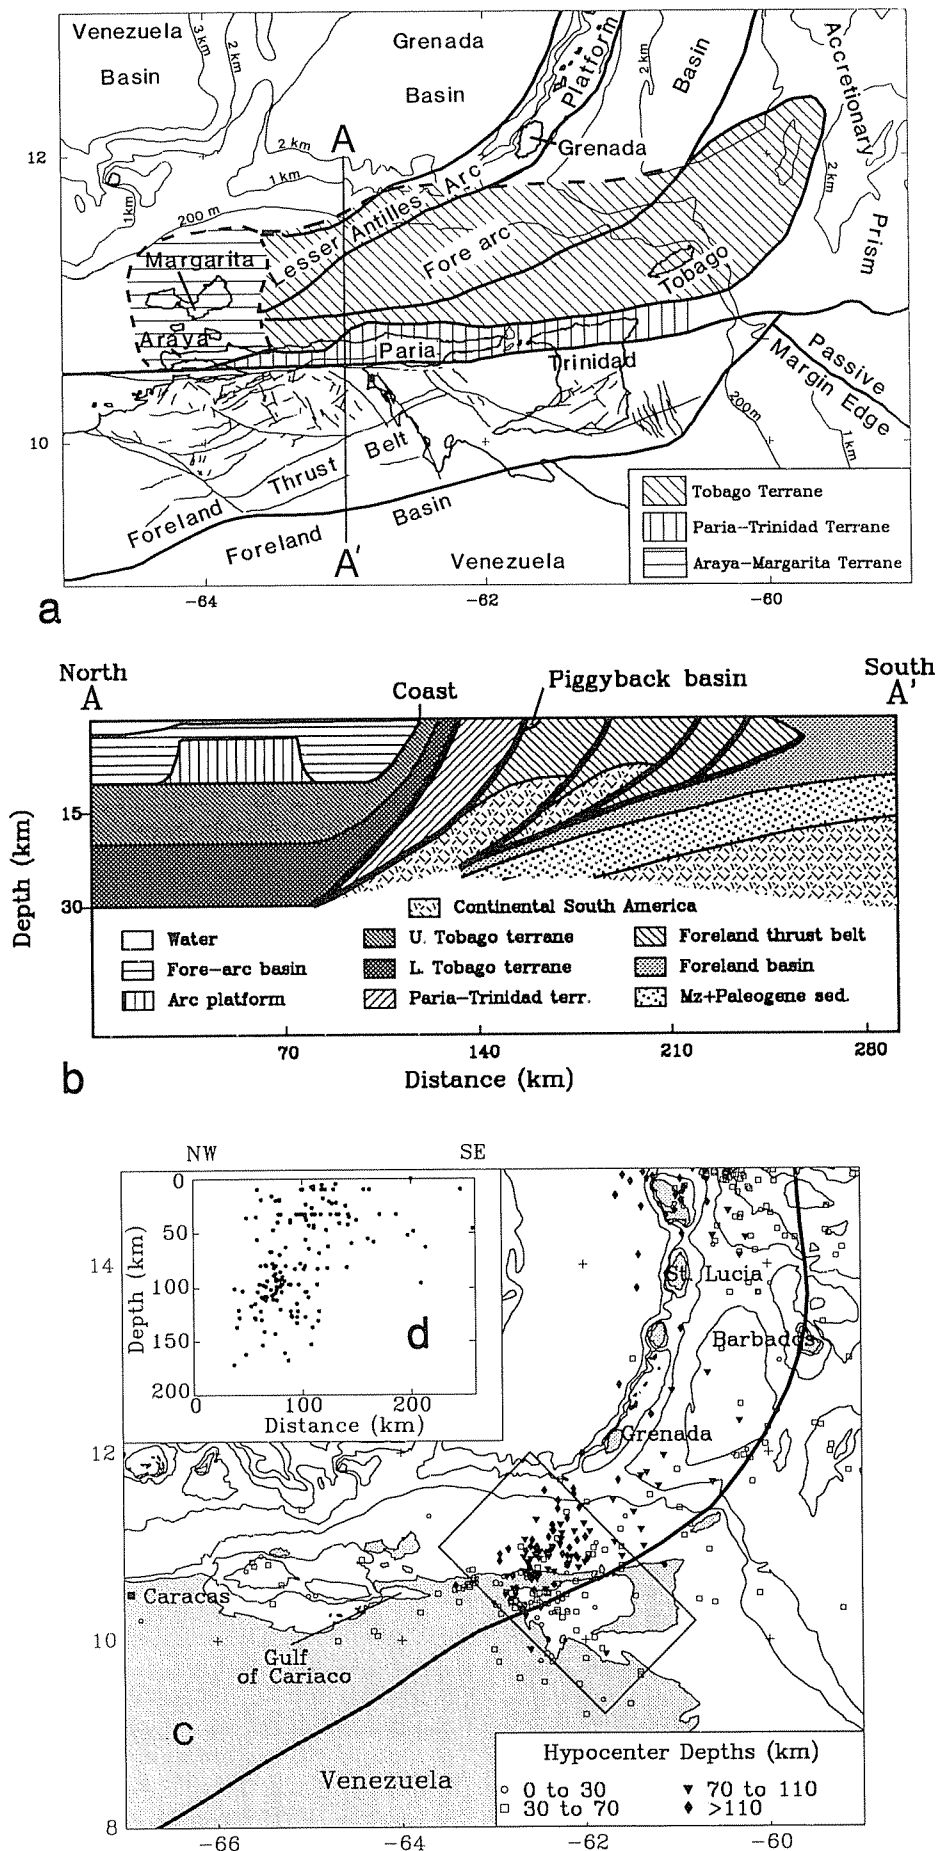 Venezuela
Basin
3 km
2 km
Grenada
Basin
Platform
2 km
Basin
Accretionary
Prism
A
12
2 km
1 km
1km
200 m
Grenada
2 km
Lesser Antilles Arc
Margarita
Fore arc
Tobago
Araya
Paria
Trinidad
Passive
Margin Edge
200m
1 km
10
Foreland Thrust Belt
Foreland Basin
A'
Venezuela
Tobago Terrane
Paria-Trinidad Terrane
Araya-Margarita Terrane
-64
-62
-60
a
North
A
South
A'
Coast
Piggyback basin
15
30
Depth (km)
Continental South America
Water
U. Tobago terrane
Foreland thrust belt
Fore-arc basin
L. Tobago terrane
Foreland basin
Arc platform
Paria-Trinidad terr.
Mz+Paleogene sed.
70
140
210
280
Distance (km)
b
NW
SE
0
50
100
150
200
Depth (km)
d
0
100
200
Distance (km)
14
St. Lucia
Barbados
12
Grenada
Caracas
10
Gulf
of Cariaco
c
Venezuela
Hypocenter Depths (km)
0 to 30
70 to 110
30 to 70
>110
8
-66
-64
-62
-60